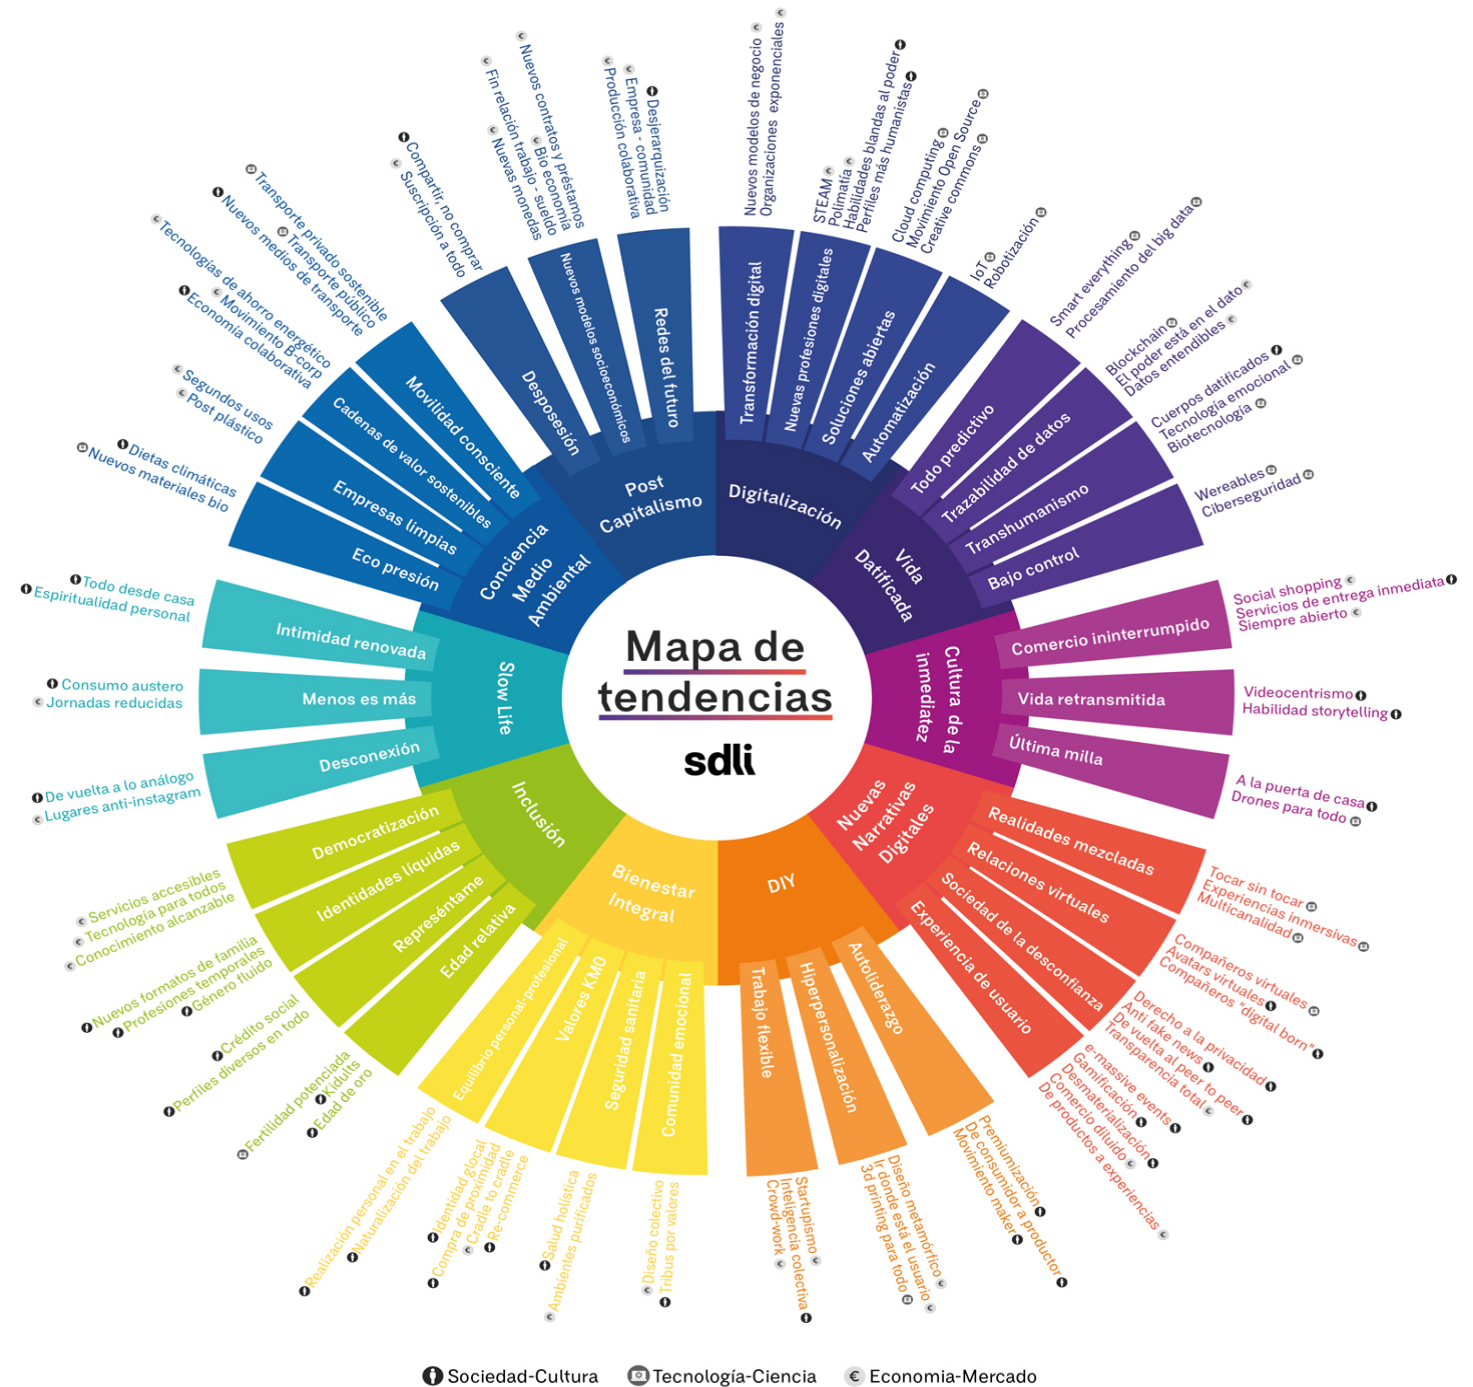 Mapa de
tendencias
sdli
Digitalización
Transformación digital
Nuevos modelos de negocio €
Organizaciones exponenciales €
Nuevas profesiones digitales
STEAM €
Polimatía €
Habilidades blandas al poder
Perfiles más humanistas
Soluciones abiertas
Cloud computing
Movimiento Open Source
Creative commons
Automatización
IoT
Robotización
Vida
Datificada
Todo predictivo
Smart everything
Procesamiento del big data
Trazabilidad de datos
Blockchain
El poder está en el dato €
Datos entendibles €
Transhumanismo
Cuerpos datificados
Tecnología emocional
Biotecnología
Bajo control
Wereables
Ciberseguridad
Cultura de la
inmediatez
Comercio ininterrumpido
Social shopping €
Servicios de entrega inmediata
Siempre abierto €
Vida retransmitida
Videocentrismo
Habilidad storytelling
Última milla
A la puerta de casa
Drones para todo
Nuevas
Narrativas
Digitales
Realidades mezcladas
Tocar sin tocar
Experiencias inmersivas
Multicanalidad
Relaciones virtuales
Compañeros virtuales
Avatars virtuales
Compañeros "digital born"
Sociedad de la desconfianza
Derecho a la privacidad
Anti fake news
De vuelta al peer to peer
Transparencia total €
Experiencia de usuario
e-massive events
Gamificación
Desmaterialización
Comercio diluido €
De productos a experiencias €
DIY
Autoliderazgo
Premiumización
De consumidor a productor
Movimiento maker
Hiperpersonalización
Diseño metamórfico €
Ir donde está el usuario €
3d printing para todo
Trabajo flexible
Startupismo €
Inteligencia colectiva
Crowd-work €
Bienestar
Integral
Comunidad emocional
€ Diseño colectivo
Tribus por valores
Seguridad sanitaria
Salud holística
€ Ambientes purificados
Valores KM0
Identidad glocal
Compra de proximidad
€ Cradle to cradle
Re-commerce
Equilibrio personal-profesional
Realización personal en el trabajo
Naturalización del trabajo
Inclusión
Edad relativa
Fertilidad potenciada
Kidults
Edad de oro
Represéntame
Crédito social
Perfiles diversos en todo
Identidades líquidas
Nuevos formatos de familia
Profesiones temporales
Género fluido
Democratización
€ Servicios accesibles
€ Tecnología para todos
€ Conocimiento alcanzable
Slow Life
Desconexión
De vuelta a lo análogo
€ Lugares anti-instagram
Menos es más
Consumo austero
€ Jornadas reducidas
Intimidad renovada
Todo desde casa
Espiritualidad personal
Conciencia
Medio
Ambiental
Eco presión
Dietas climáticas
Nuevos materiales bio
Empresas limpias
€ Segundos usos
€ Post plástico
Cadenas de valor sostenibles
€ Tecnologías de ahorro energético
€ Movimiento B-corp
Economía colaborativa
Movilidad consciente
Transporte privado sostenible
Nuevos medios de transporte
Transporte público
Post
Capitalismo
Desposesión
Compartir, no comprar
€ Suscripción a todo
Nuevos modelos socioeconómicos
€ Nuevos contratos y préstamos
€ Bio economía
€ Fin relación trabajo - sueldo
€ Nuevas monedas
Redes del futuro
Desjerarquización
€ Empresa - comunidad
€ Producción colaborativa
Sociedad-Cultura
Tecnología-Ciencia
€ Economia-Mercado